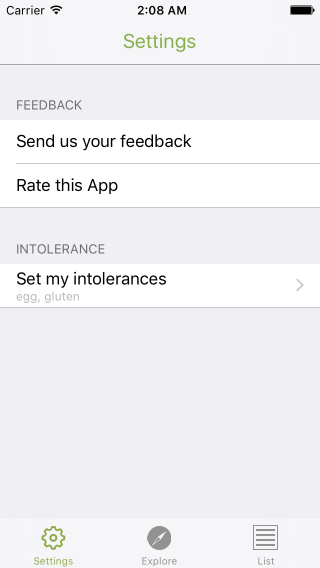 Carrier 2:08 AM
Settings
FEEDBACK
Send us your feedback
Rate this App
INTOLERANCE
Set my intolerances
egg, gluten
Settings Explore List